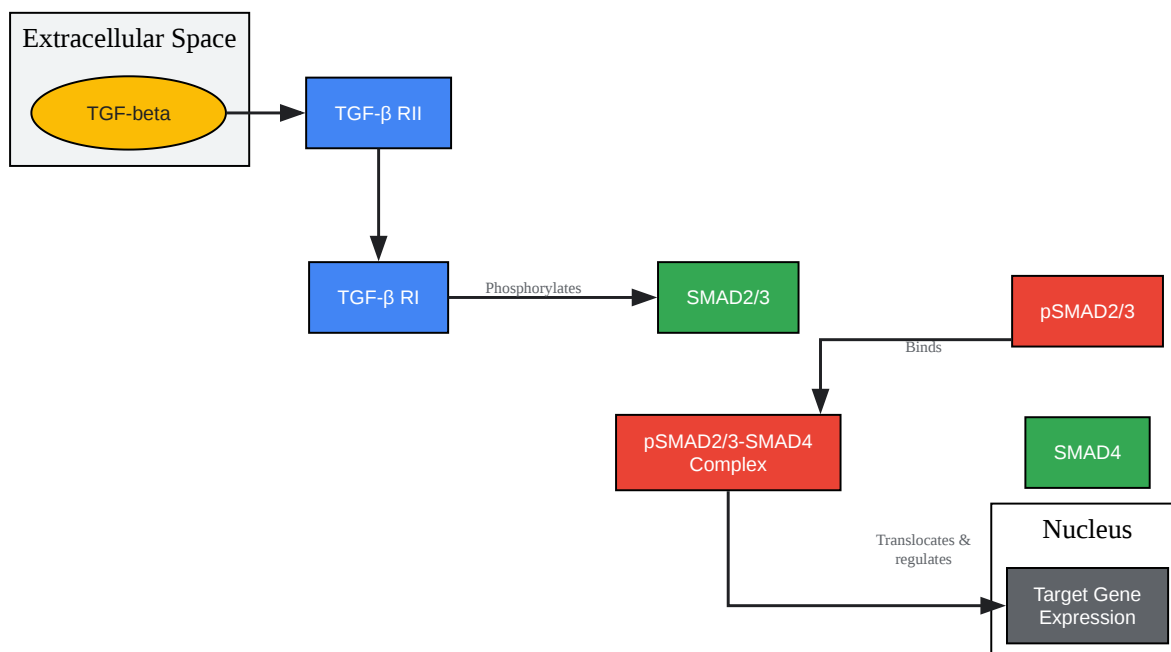 Extracellular Space
TGF-beta
TGF-β RII
TGF-β RI
Phosphorylates
SMAD2/3
pSMAD2/3
Binds
pSMAD2/3-SMAD4
Complex
SMAD4
Translocates &
regulates
Nucleus
Target Gene
Expression